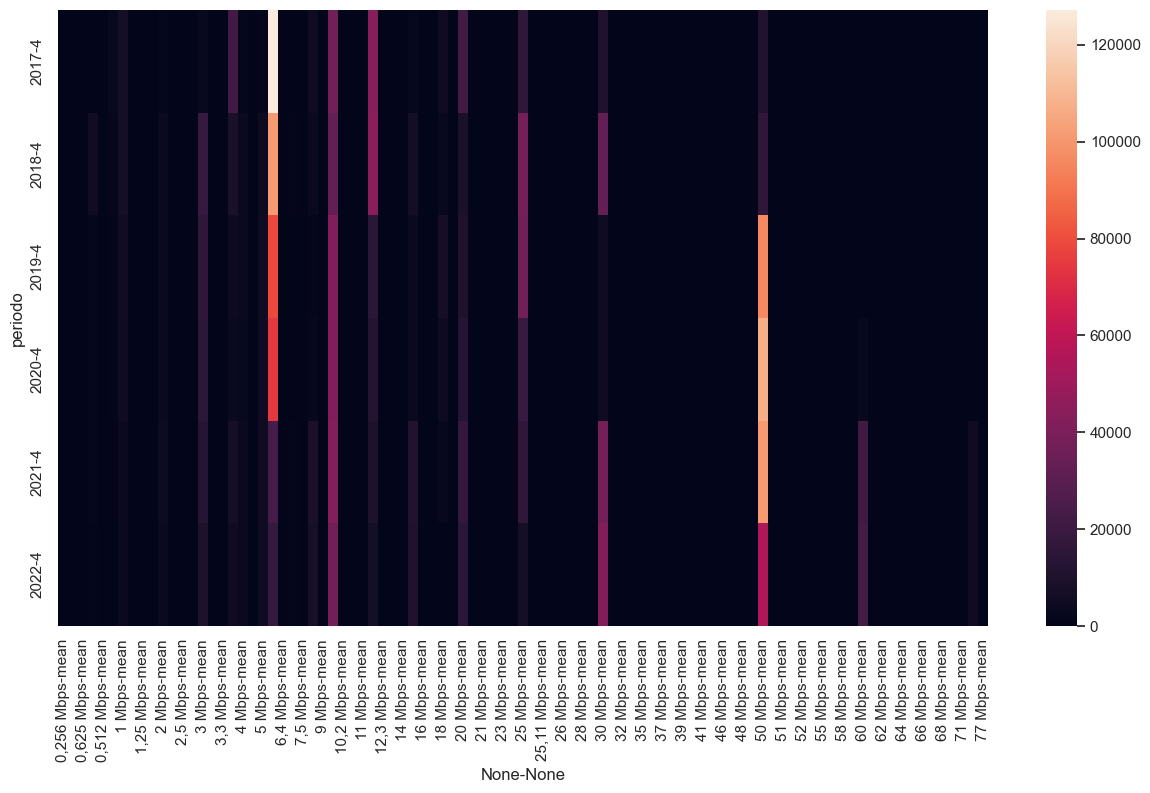 periodo
2017-4
2018-4
2019-4
2020-4
2021-4
2022-4
0,256 Mbps-mean
0,625 Mbps-mean
0,512 Mbps-mean
1 Mbps-mean
1,25 Mbps-mean
2 Mbps-mean
2,5 Mbps-mean
3 Mbps-mean
3,3 Mbps-mean
4 Mbps-mean
5 Mbps-mean
6,4 Mbps-mean
7,5 Mbps-mean
9 Mbps-mean
10,2 Mbps-mean
11 Mbps-mean
12,3 Mbps-mean
14 Mbps-mean
16 Mbps-mean
18 Mbps-mean
20 Mbps-mean
21 Mbps-mean
23 Mbps-mean
25 Mbps-mean
25,11 Mbps-mean
26 Mbps-mean
28 Mbps-mean
30 Mbps-mean
32 Mbps-mean
35 Mbps-mean
37 Mbps-mean
39 Mbps-mean
41 Mbps-mean
46 Mbps-mean
48 Mbps-mean
50 Mbps-mean
51 Mbps-mean
52 Mbps-mean
55 Mbps-mean
58 Mbps-mean
60 Mbps-mean
62 Mbps-mean
64 Mbps-mean
66 Mbps-mean
68 Mbps-mean
71 Mbps-mean
77 Mbps-mean
None-None
120000
100000
80000
60000
40000
20000
0